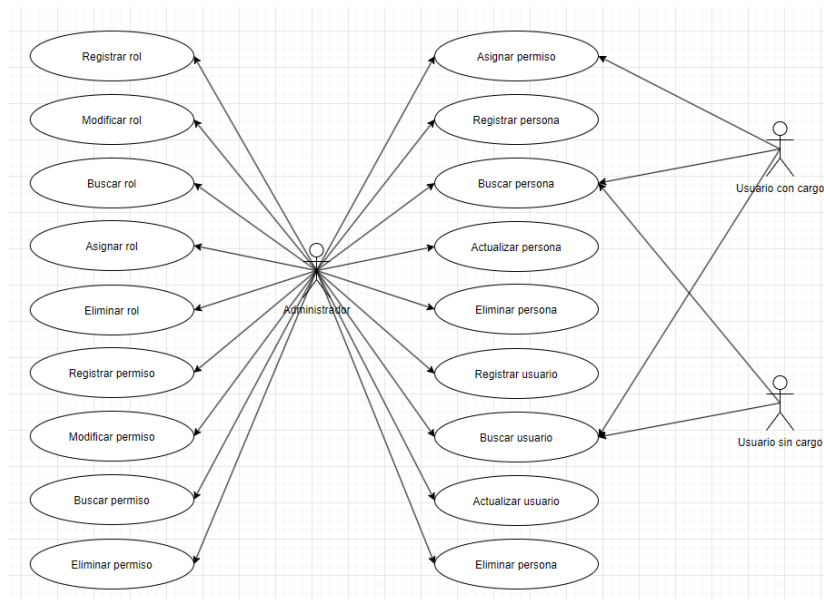 Registrar rol
Modificar rol
Buscar rol
Asignar rol
Eliminar rol
Registrar permiso
Modificar permiso
Buscar permiso
Eliminar permiso
Administrador
Asignar permiso
Registrar persona
Buscar persona
Actualizar persona
Eliminar persona
Registrar usuario
Buscar usuario
Actualizar usuario
Eliminar persona
Usuario con cargo
Usuario sin cargo